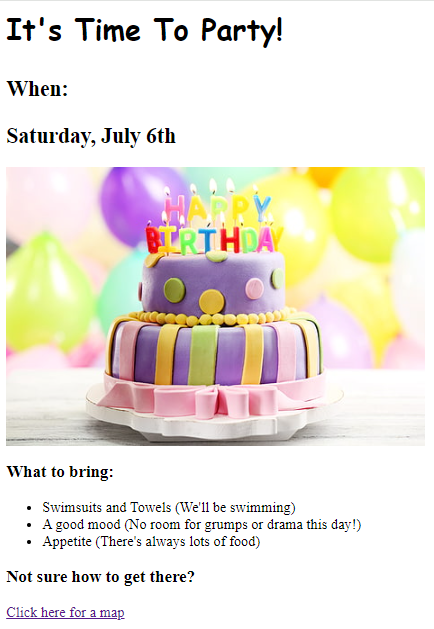 It's Time To Party!
When:
Saturday, July 6th
HAPPY
BIRTHDAY
What to bring:
Swimsuits and Towels (We'll be swimming)
A good mood (No room for grumps or drama this day!)
Appetite (There's always lots of food)
Not sure how to get there?
Click here for a map